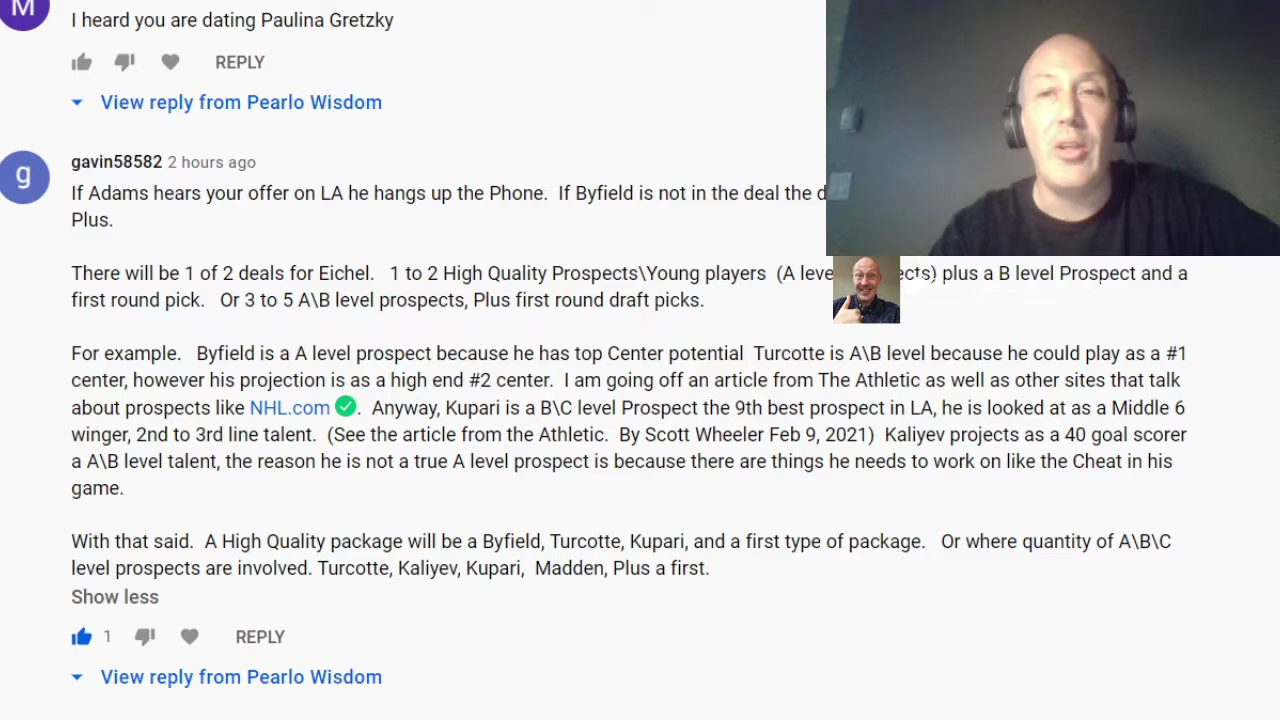 M
I heard you are dating Paulina Gretzky
REPLY
View reply from Pearlo Wisdom
g
gavin58582 2 hours ago
If Adams hears your offer on LA he hangs up the Phone. If Byfield is not in the deal the
Plus.
There will be 1 of 2 deals for Eichel. 1 to 2 High Quality Prospects\Young players (A plus a B level Prospect and a
first round pick. Or 3 to 5 A\B level prospects, Plus first round draft picks.
For example. Byfield is a A level prospect because he has top Center potential Turcotte is A\B level because he could play as a #1
center, however his projection is as a high end #2 center. I am going off an article from The Athletic as well as other sites that talk
about prospects like NHL.com. Anyway, Kupari is a B\C level Prospect the 9th best prospect in LA, he is looked at as a Middle 6
winger, 2nd to 3rd line talent. (See the article from the Athletic. By Scott Wheeler Feb 9, 2021) Kaliyev projects as a 40 goal scorer
a A\B level talent, the reason he is not a true A level prospect is because there are things he needs to work on like the Cheat in his
game.
With that said. A High Quality package will be a Byfield, Turcotte, Kupari, and a first type of package. Or where quantity of A\B\C
level prospects are involved. Turcotte, Kaliyev, Kupari, Madden, Plus a first.
Show less
1
REPLY
View reply from Pearlo Wisdom